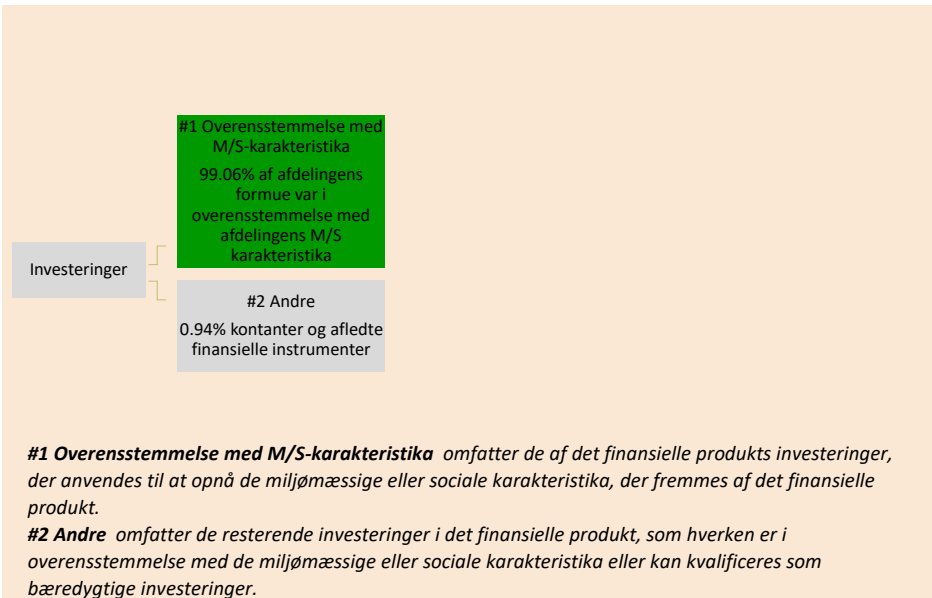 #1 Overensstemmelse med
M/S-karakteristika
99.06% af afdelingens
formue var i
overensstemmelse med
afdelingens M/S
karakteristika
Investeringer
#2 Andre
0.94% kontanter og afledte
finansielle instrumenter
#1 Overensstemmelse med M/S-karakteristika omfatter de af det finansielle produkts investeringer,
der anvendes til at opnå de miljømæssige eller sociale karakteristika, der fremmes af det finansielle
produkt.
#2 Andre omfatter de resterende investeringer i det finansielle produkt, som hverken er i
overensstemmelse med de miljømæssige eller sociale karakteristika eller kan kvalificeres som
bæredygtige investeringer.